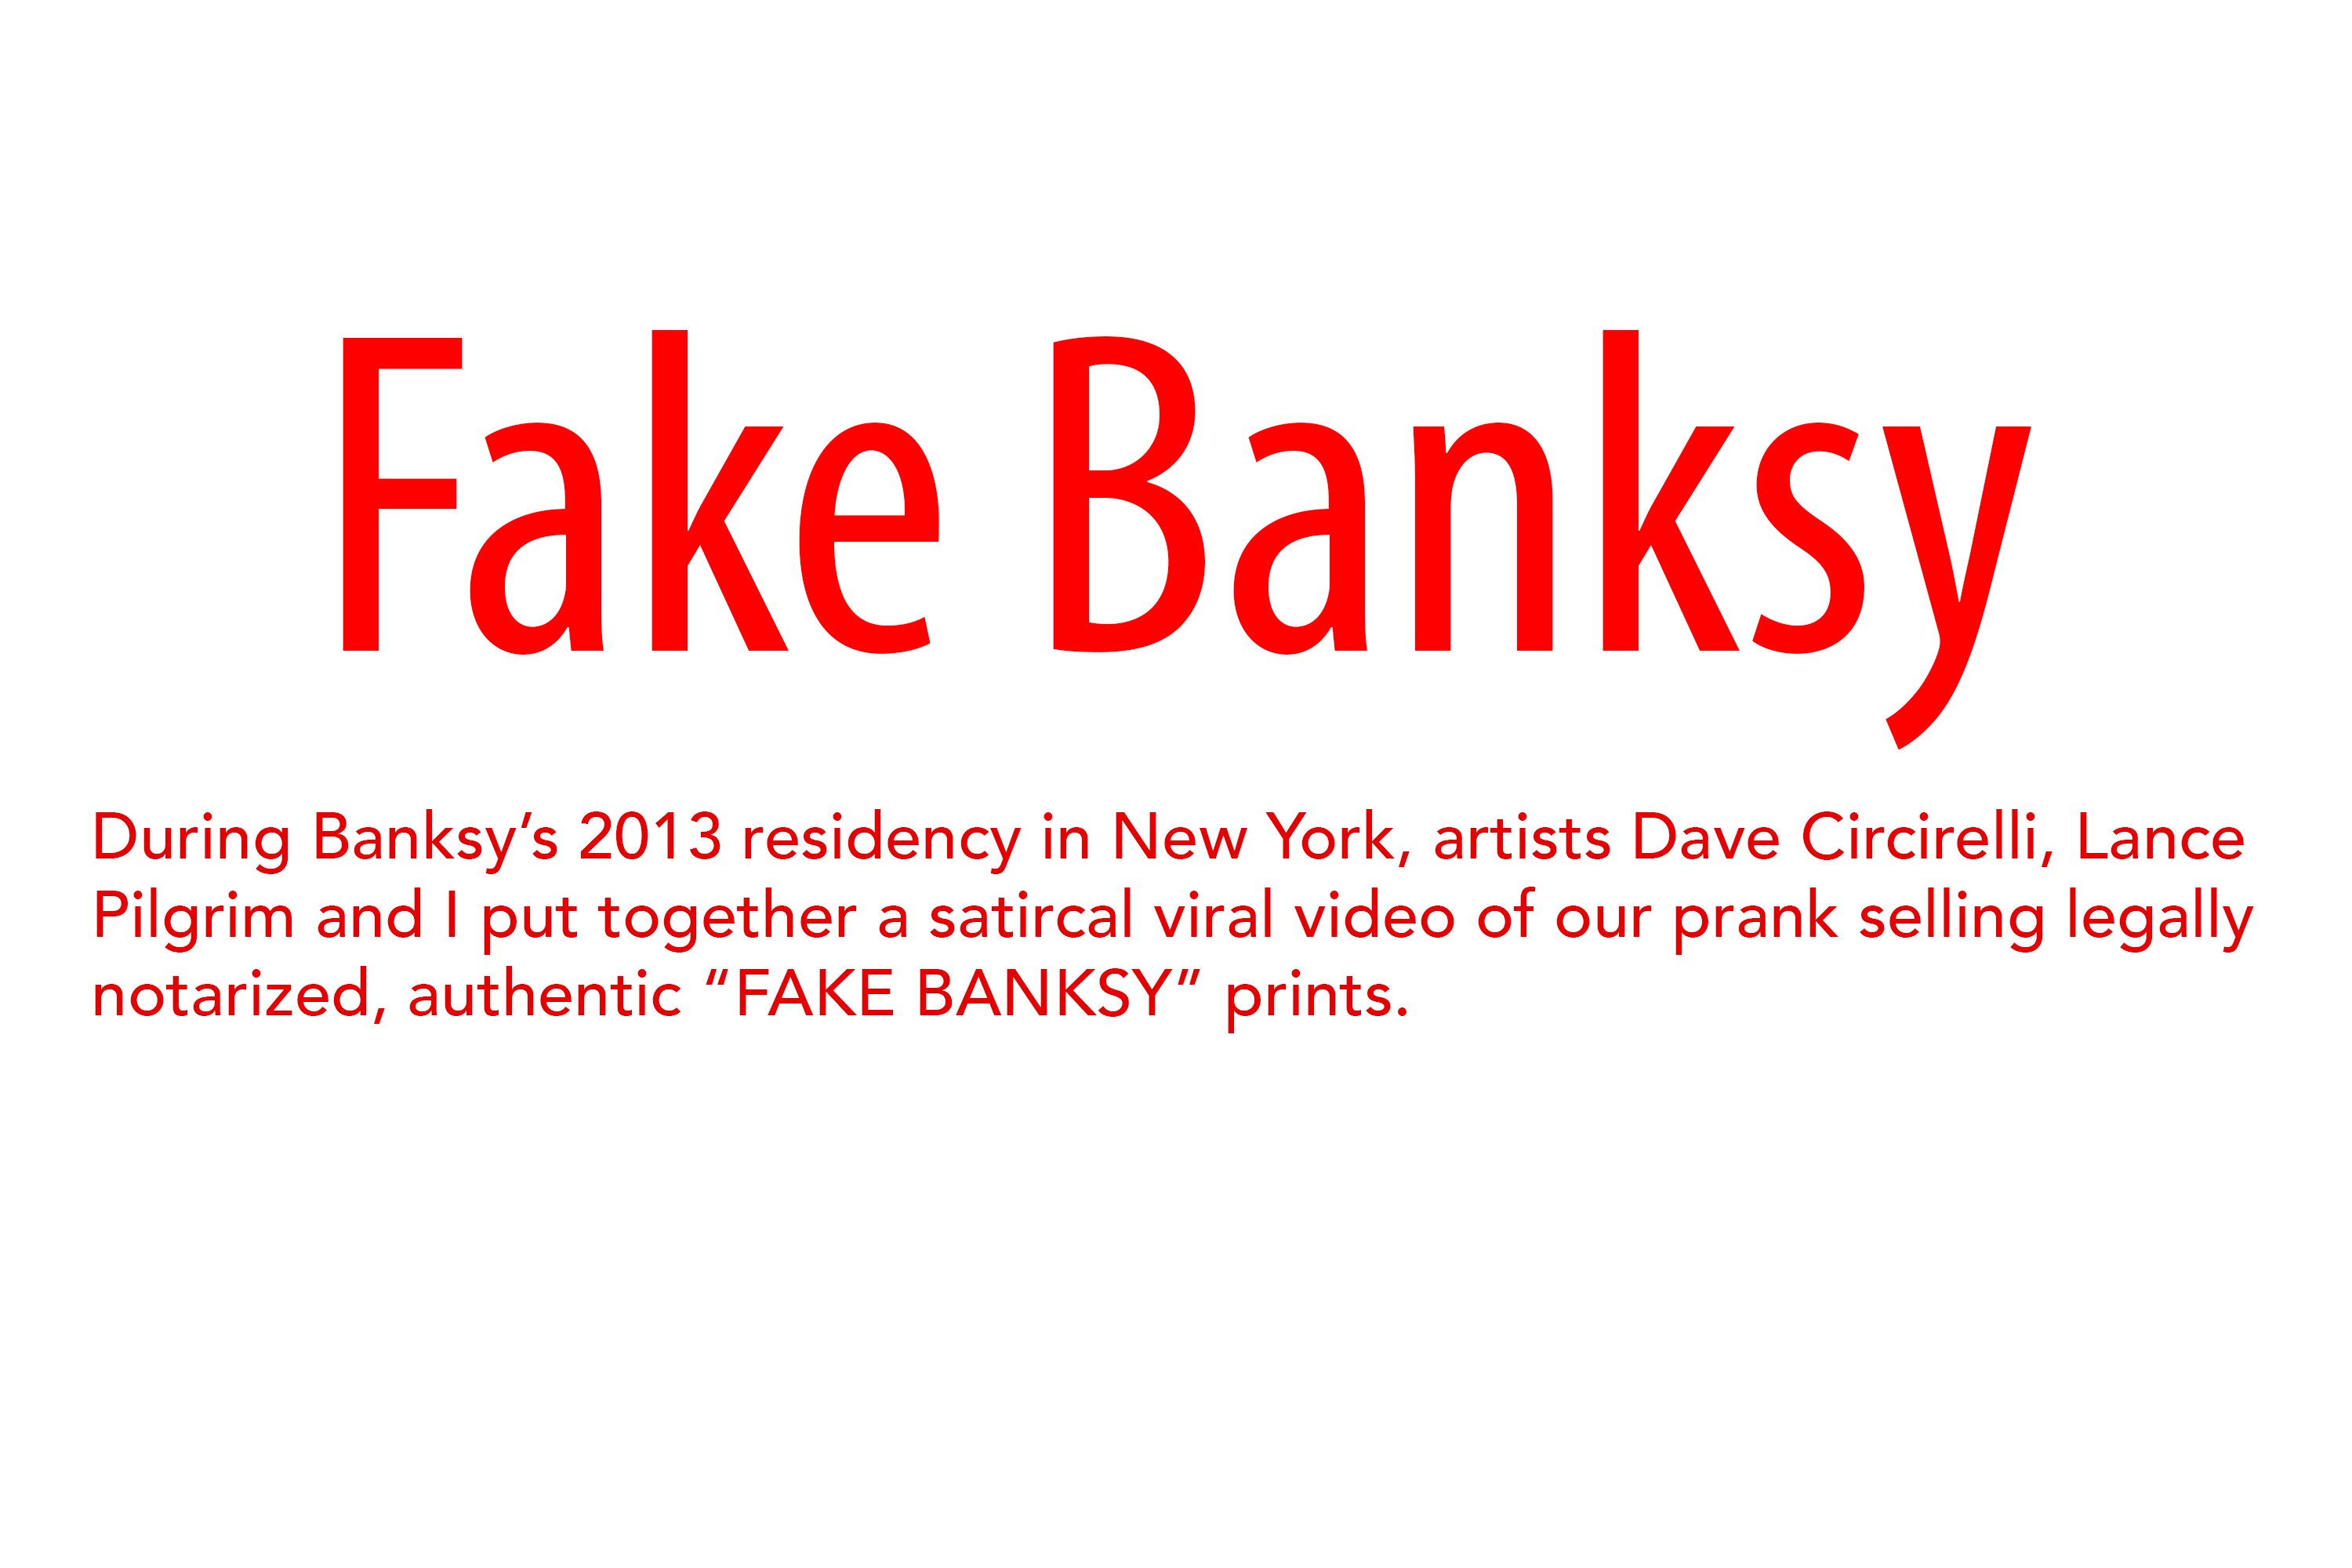 Fake Banksy
During Banksy’s 2013 residency in New York, artists Dave Circirelli, Lance
Pilgrim and I put together a satircal viral video of our prank selling legally
notarized, authentic “FAKE BANKSY” prints.